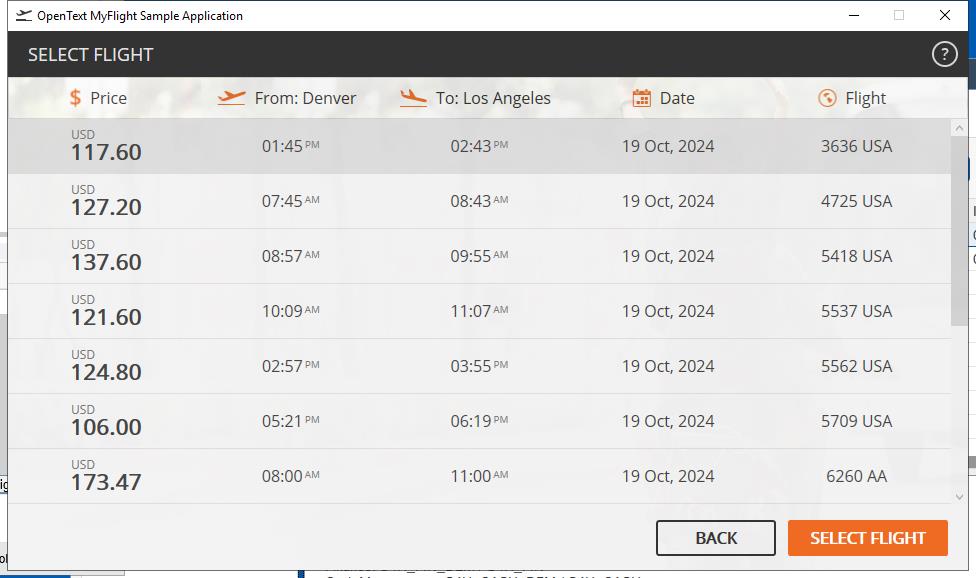 OpenText MyFlight Sample Application
SELECT FLIGHT ?
$ Price From: Denver To: Los Angeles Date Flight
USD
117.60 01:45 PM 02:43 PM 19 Oct, 2024 3636 USA
USD
127.20 07:45 AM 08:43 AM 19 Oct, 2024 4725 USA
USD
137.60 08:57 AM 09:55 AM 19 Oct, 2024 5418 USA
USD
121.60 10:09 AM 11:07 AM 19 Oct, 2024 5537 USA
USD
124.80 02:57 PM 03:55 PM 19 Oct, 2024 5562 USA
USD
106.00 05:21 PM 06:19 PM 19 Oct, 2024 5709 USA
USD
173.47 08:00 AM 11:00 AM 19 Oct, 2024 6260 AA
BACK SELECT FLIGHT